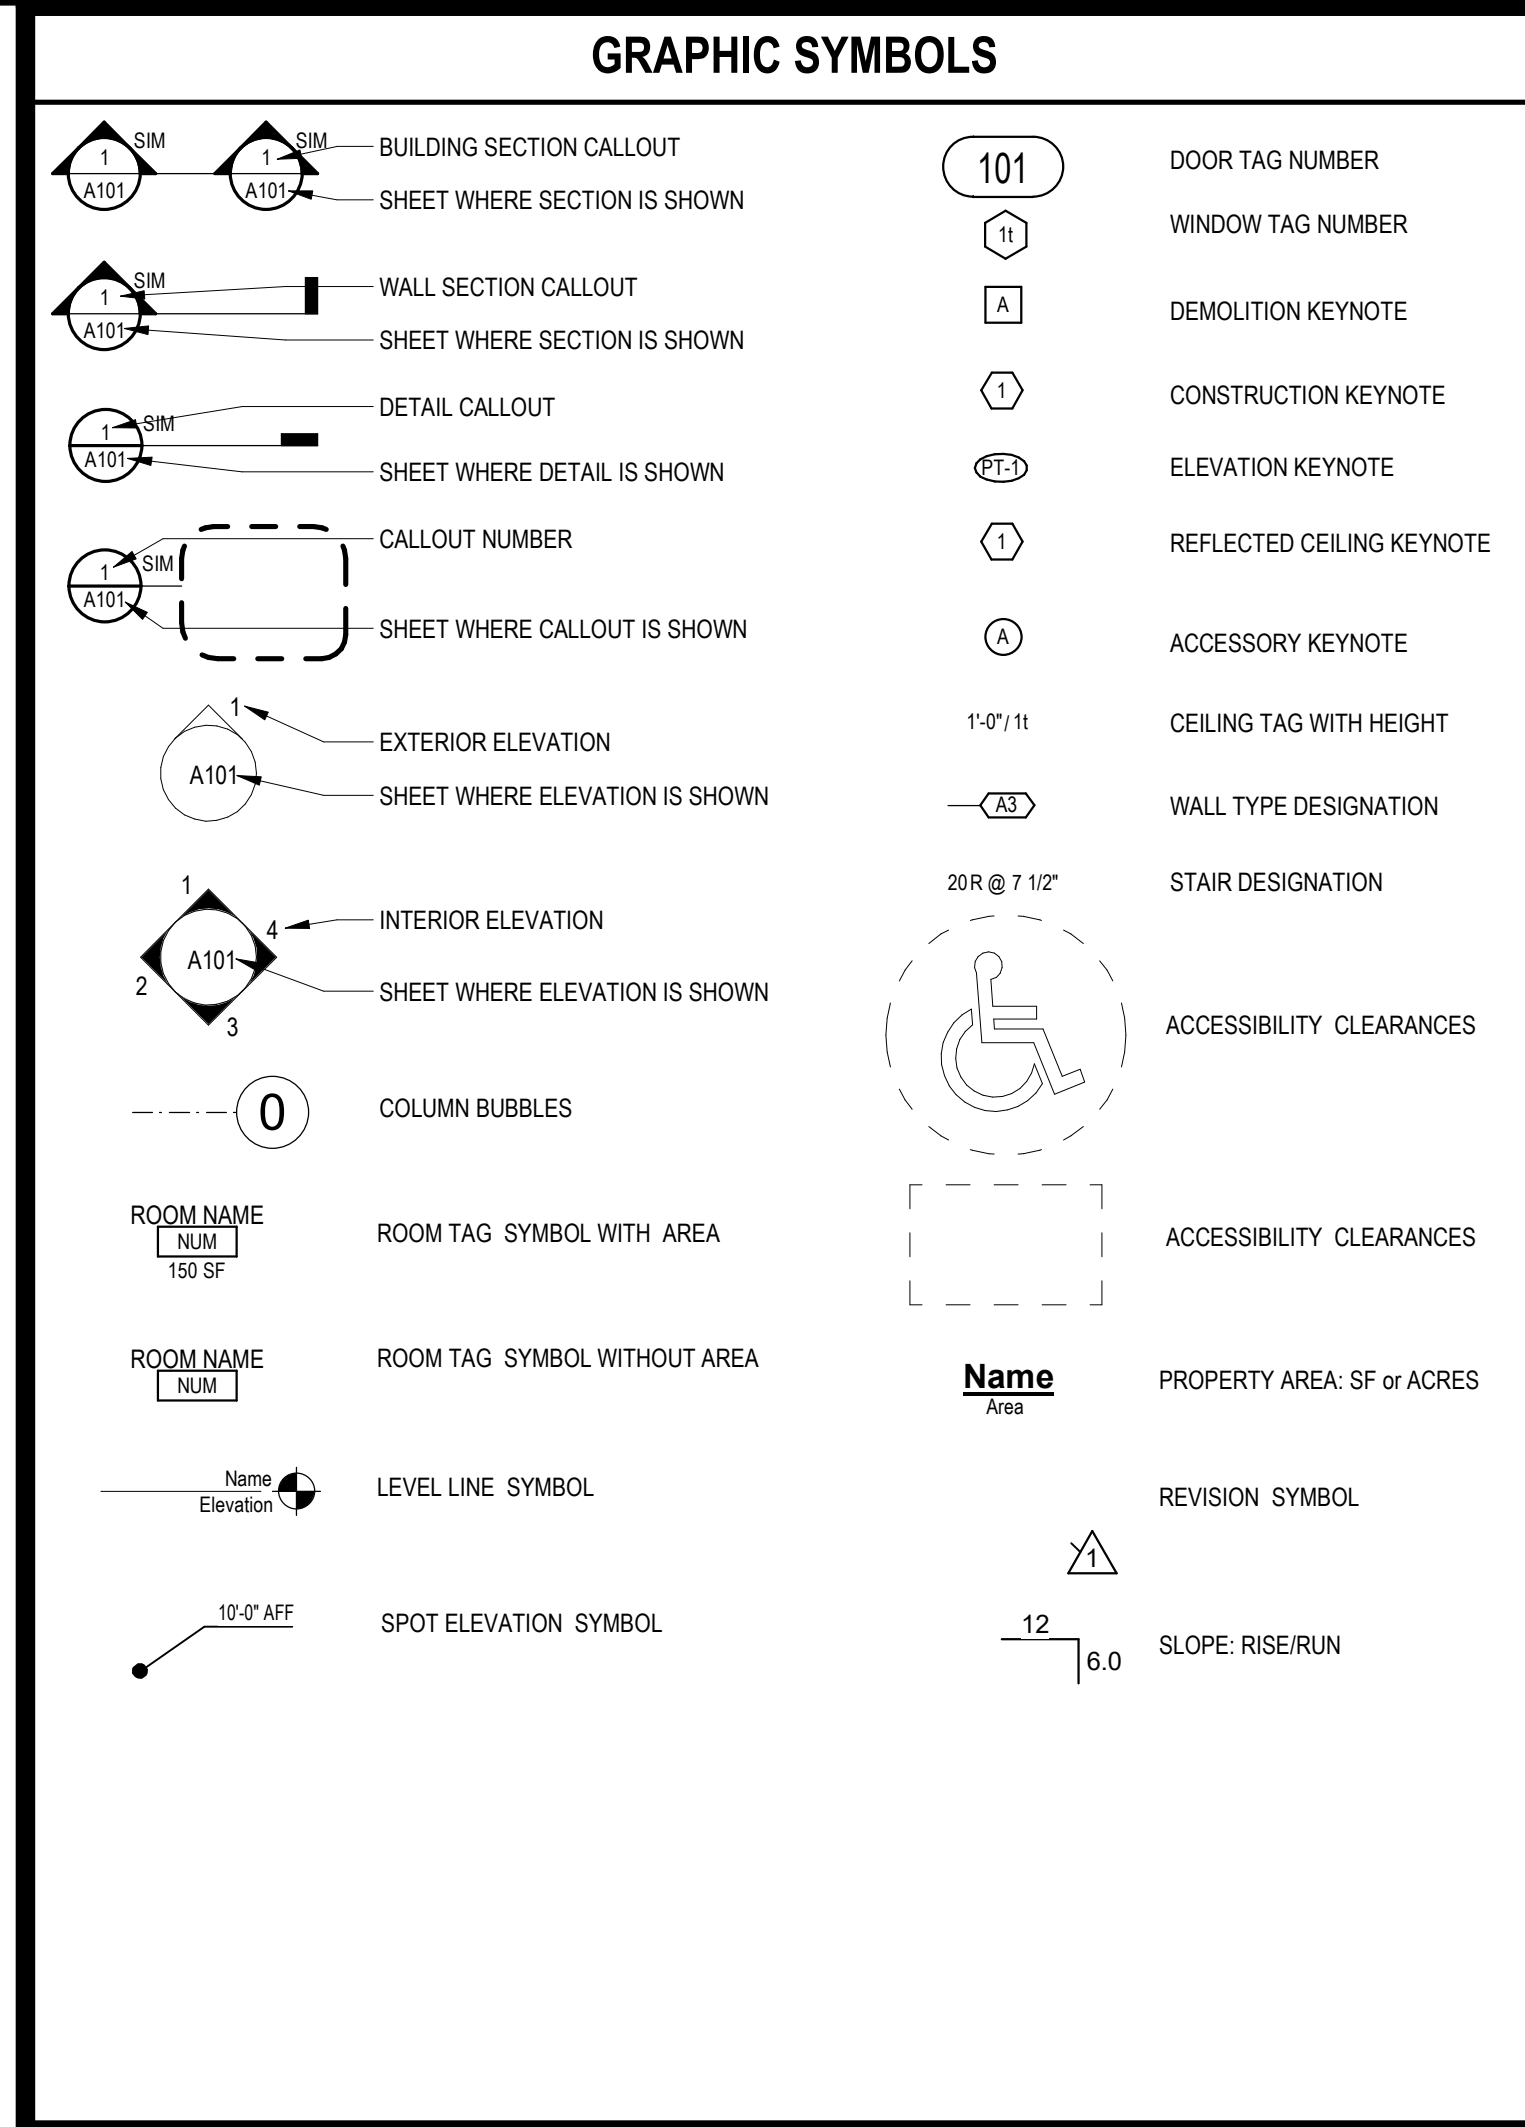 GRAPHIC SYMBOLS
1
SIM
A101
1
SIM
A101
BUILDING SECTION CALLOUT
SHEET WHERE SECTION IS SHOWN
1
SIM
A101
WALL SECTION CALLOUT
SHEET WHERE SECTION IS SHOWN
1
SIM
A101
DETAIL CALLOUT
SHEET WHERE DETAIL IS SHOWN
1
SIM
A101
CALLOUT NUMBER
SHEET WHERE CALLOUT IS SHOWN
1
A101
EXTERIOR ELEVATION
SHEET WHERE ELEVATION IS SHOWN
1
4
A101
2
3
INTERIOR ELEVATION
SHEET WHERE ELEVATION IS SHOWN
0
COLUMN BUBBLES
ROOM NAME
NUM
150 SF
ROOM TAG SYMBOL WITH AREA
ROOM NAME
NUM
ROOM TAG SYMBOL WITHOUT AREA
Name
Elevation
LEVEL LINE SYMBOL
10'-0" AFF
SPOT ELEVATION SYMBOL
101
DOOR TAG NUMBER
1t
WINDOW TAG NUMBER
A
DEMOLITION KEYNOTE
1
CONSTRUCTION KEYNOTE
PT-1
ELEVATION KEYNOTE
1
REFLECTED CEILING KEYNOTE
A
ACCESSORY KEYNOTE
1'-0" / 1t
CEILING TAG WITH HEIGHT
A3
WALL TYPE DESIGNATION
20 R @ 7 1/2"
STAIR DESIGNATION
ACCESSIBILITY CLEARANCES
ACCESSIBILITY CLEARANCES
Name
Area
PROPERTY AREA: SF or ACRES
REVISION SYMBOL
1
12
6.0
SLOPE: RISE/RUN